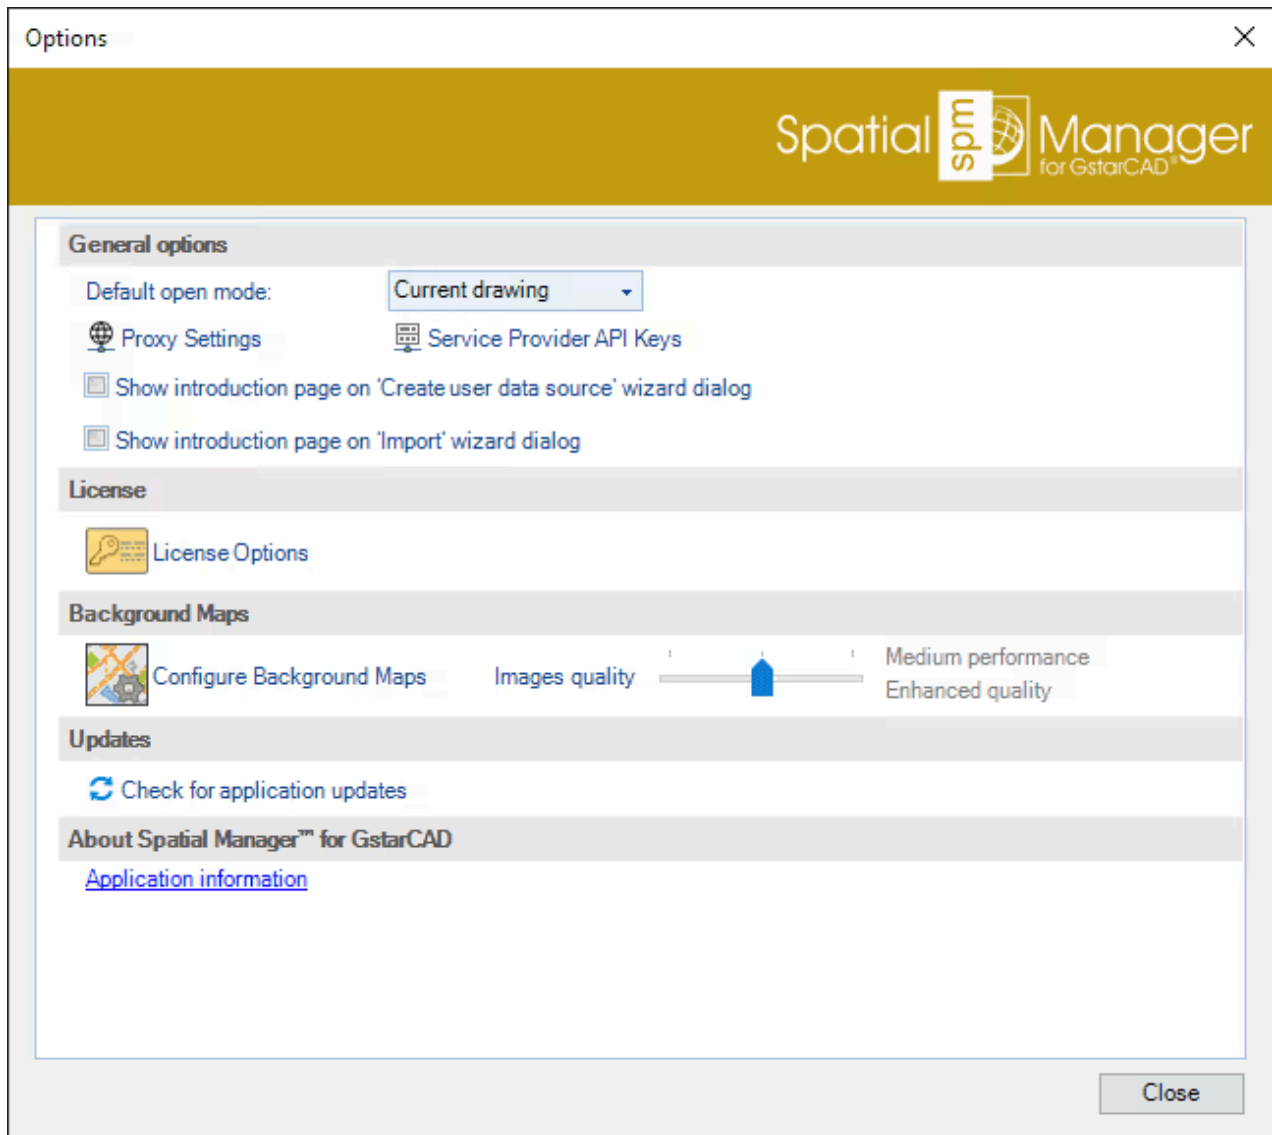 Options
Spatial spm Manager
for GstarCAD®
General options
Default open mode: Current drawing
Proxy Settings Service Provider API Keys
Show introduction page on 'Create user data source' wizard dialog
Show introduction page on 'Import' wizard dialog
License
License Options
Background Maps
Configure Background Maps Images quality Medium performance
Enhanced quality
Updates
Check for application updates
About Spatial Manager™ for GstarCAD
Application information
Close